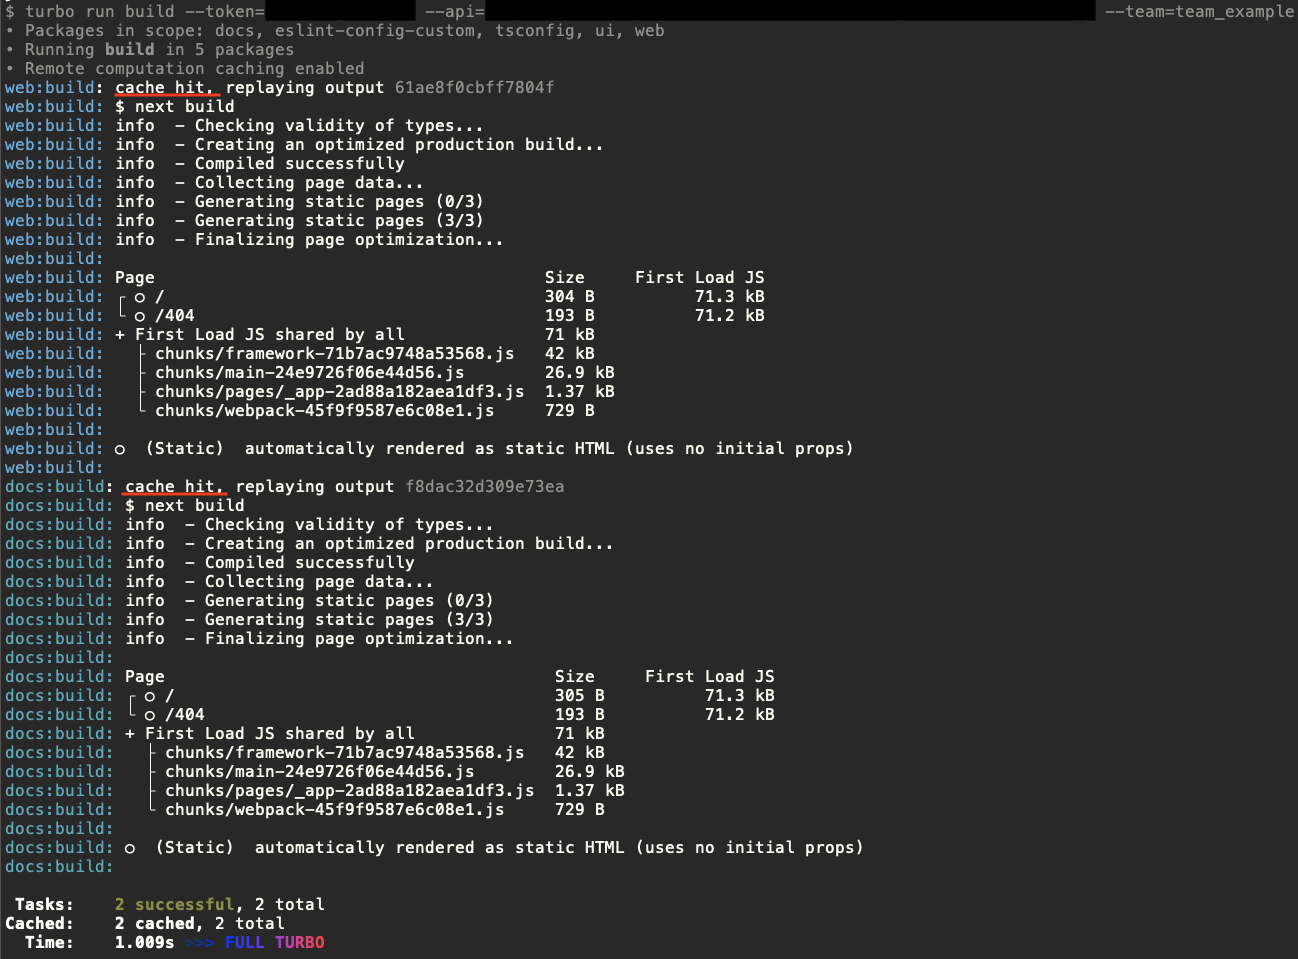 $ turbo run build --token= --api= --team=team_example
• Packages in scope: docs, eslint-config-custom, tsconfig, ui, web
• Running build in 5 packages
• Remote computation caching enabled
web:build: cache hit, replaying output 61ae8f0cbff7804f
web:build: $ next build
web:build: info  - Checking validity of types...
web:build: info  - Creating an optimized production build...
web:build: info  - Compiled successfully
web:build: info  - Collecting page data...
web:build: info  - Generating static pages (0/3)
web:build: info  - Generating static pages (3/3)
web:build: info  - Finalizing page optimization...
web:build:
web:build: Page                                       Size     First Load JS
web:build: ┌ ○ /                                      304 B          71.3 kB
web:build: └ ○ /404                                   193 B          71.2 kB
web:build: + First Load JS shared by all              71 kB
web:build:   ├ chunks/framework-71b7ac9748a53568.js   42 kB
web:build:   ├ chunks/main-24e9726f06e44d56.js        26.9 kB
web:build:   ├ chunks/pages/_app-2ad88a182aea1df3.js  1.37 kB
web:build:   └ chunks/webpack-45f9f9587e6c08e1.js     729 B
web:build:
web:build: ○  (Static)  automatically rendered as static HTML (uses no initial props)
web:build:
docs:build: cache hit, replaying output f8dac32d309e73ea
docs:build: $ next build
docs:build: info  - Checking validity of types...
docs:build: info  - Creating an optimized production build...
docs:build: info  - Compiled successfully
docs:build: info  - Collecting page data...
docs:build: info  - Generating static pages (0/3)
docs:build: info  - Generating static pages (3/3)
docs:build: info  - Finalizing page optimization...
docs:build:
docs:build: Page                                       Size     First Load JS
docs:build: ┌ ○ /                                      305 B          71.3 kB
docs:build: └ ○ /404                                   193 B          71.2 kB
docs:build: + First Load JS shared by all              71 kB
docs:build:   ├ chunks/framework-71b7ac9748a53568.js   42 kB
docs:build:   ├ chunks/main-24e9726f06e44d56.js        26.9 kB
docs:build:   ├ chunks/pages/_app-2ad88a182aea1df3.js  1.37 kB
docs:build:   └ chunks/webpack-45f9f9587e6c08e1.js     729 B
docs:build:
docs:build: ○  (Static)  automatically rendered as static HTML (uses no initial props)
docs:build:
Tasks:    2 successful, 2 total
Cached:    2 cached, 2 total
Time:    1.009s >>> FULL TURBO